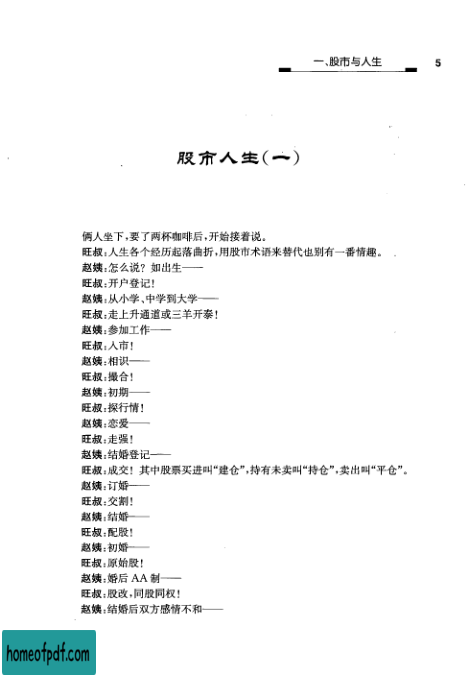 一、股市与人生 5
股市人生(一)
俩人坐下,要了两杯咖啡后,开始接着说。
旺叔:人生各个经历起落曲折,用股市术语来替代也别有一番情趣。
赵姨:怎么说？如出生——
旺叔:开户登记!
赵姨:从小学、中学到大学——
旺叔:走上升通道或三羊开泰!
赵姨:参加工作——
旺叔:入市!
赵姨:相识——
旺叔:撮合!
赵姨:初期——
旺叔:探行情!
赵姨:恋爱——
旺叔:走强!
赵姨:结婚登记——
旺叔:成交! 其中股票买进叫“建仓”,持有未卖叫“持仓”,卖出叫“平仓”。
赵姨:订婚——
旺叔:交割!
赵姨:结婚——
旺叔:配股!
赵姨:初婚——
旺叔:原始股!
赵姨:婚后 AA 制——
旺叔:股改,同股同权!
赵姨:结婚后双方感情不和——
homeofpdf.com